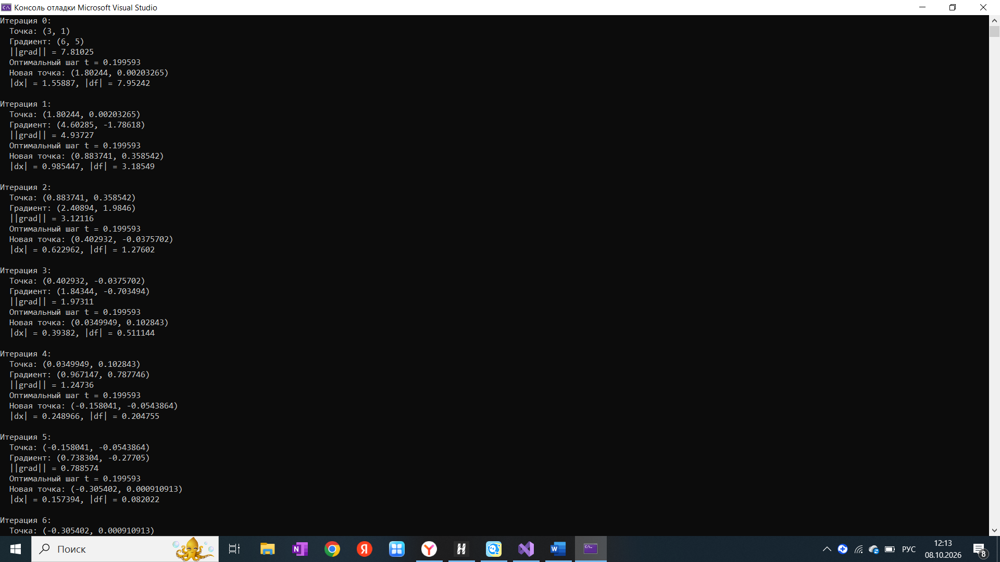 Консоль отладки Microsoft Visual Studio
Итерация 0:
Точка: (3, 1)
Градиент: (6, 5)
||grad|| = 7.81025
Оптимальный шаг t = 0.199593
Новая точка: (1.80244, 0.00203265)
|dx| = 1.55887, |df| = 7.95242
Итерация 1:
Точка: (1.80244, 0.00203265)
Градиент: (4.60285, -1.78618)
||grad|| = 4.93727
Оптимальный шаг t = 0.199593
Новая точка: (0.883741, 0.358542)
|dx| = 0.985447, |df| = 3.18549
Итерация 2:
Точка: (0.883741, 0.358542)
Градиент: (2.40894, 1.9846)
||grad|| = 3.12116
Оптимальный шаг t = 0.199593
Новая точка: (0.402932, -0.0375702)
|dx| = 0.622962, |df| = 1.27602
Итерация 3:
Точка: (0.402932, -0.0375702)
Градиент: (1.84344, -0.703494)
||grad|| = 1.97311
Оптимальный шаг t = 0.199593
Новая точка: (0.0349949, 0.102843)
|dx| = 0.39382, |df| = 0.511144
Итерация 4:
Точка: (0.0349949, 0.102843)
Градиент: (0.967147, 0.787746)
||grad|| = 1.24736
Оптимальный шаг t = 0.199593
Новая точка: (-0.158041, -0.0543864)
|dx| = 0.248966, |df| = 0.204755
Итерация 5:
Точка: (-0.158041, -0.0543864)
Градиент: (0.738304, -0.27705)
||grad|| = 0.788574
Оптимальный шаг t = 0.199593
Новая точка: (-0.305402, 0.000910913)
|dx| = 0.157394, |df| = 0.082022
Итерация 6:
Точка: (-0.305402, 0.000910913)
Поиск
РУС
12:13
08.10.2026
8